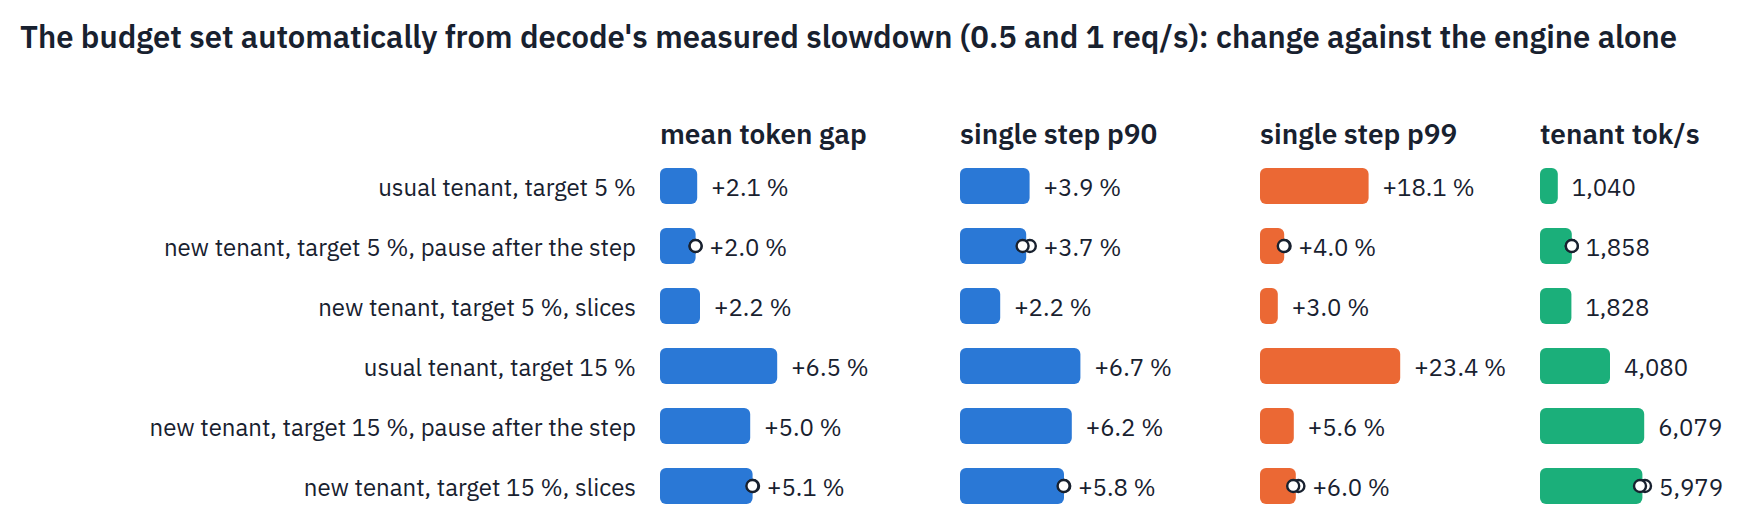 The budget set automatically from decode's measured slowdown (0.5 and 1 req/s): change against the engine alone
mean token gap single step p90 single step p99 tenant tok/s
usual tenant, target 5 % +2.1 % +3.9 % +18.1 % 1,040
new tenant, target 5 %, pause after the step +2.0 % +3.7 % +4.0 % 1,858
new tenant, target 5 %, slices +2.2 % +2.2 % +3.0 % 1,828
usual tenant, target 15 % +6.5 % +6.7 % +23.4 % 4,080
new tenant, target 15 %, pause after the step +5.0 % +6.2 % +5.6 % 6,079
new tenant, target 15 %, slices +5.1 % +5.8 % +6.0 % 5,979